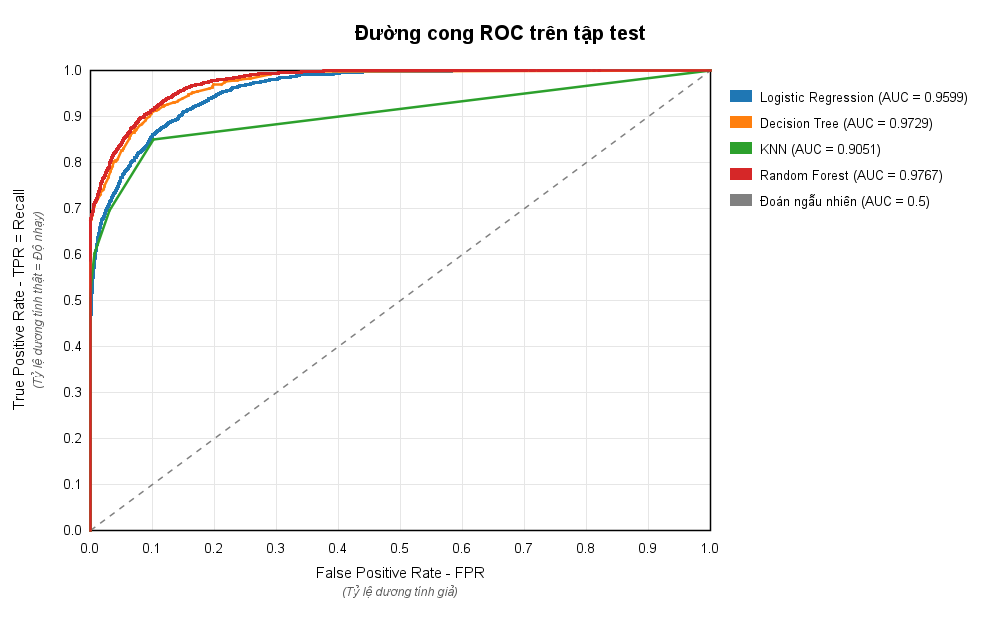 Đường cong ROC trên tập test
True Positive Rate - TPR = Recall
(Tỷ lệ dương tính thật = Độ nhạy)
1.0
0.9
0.8
0.7
0.6
0.5
0.4
0.3
0.2
0.1
0.0
0.0 0.1 0.2 0.3 0.4 0.5 0.6 0.7 0.8 0.9 1.0
False Positive Rate - FPR
(Tỷ lệ dương tính giả)
Logistic Regression (AUC = 0.9599)
Decision Tree (AUC = 0.9729)
KNN (AUC = 0.9051)
Random Forest (AUC = 0.9767)
Đoán ngẫu nhiên (AUC = 0.5)